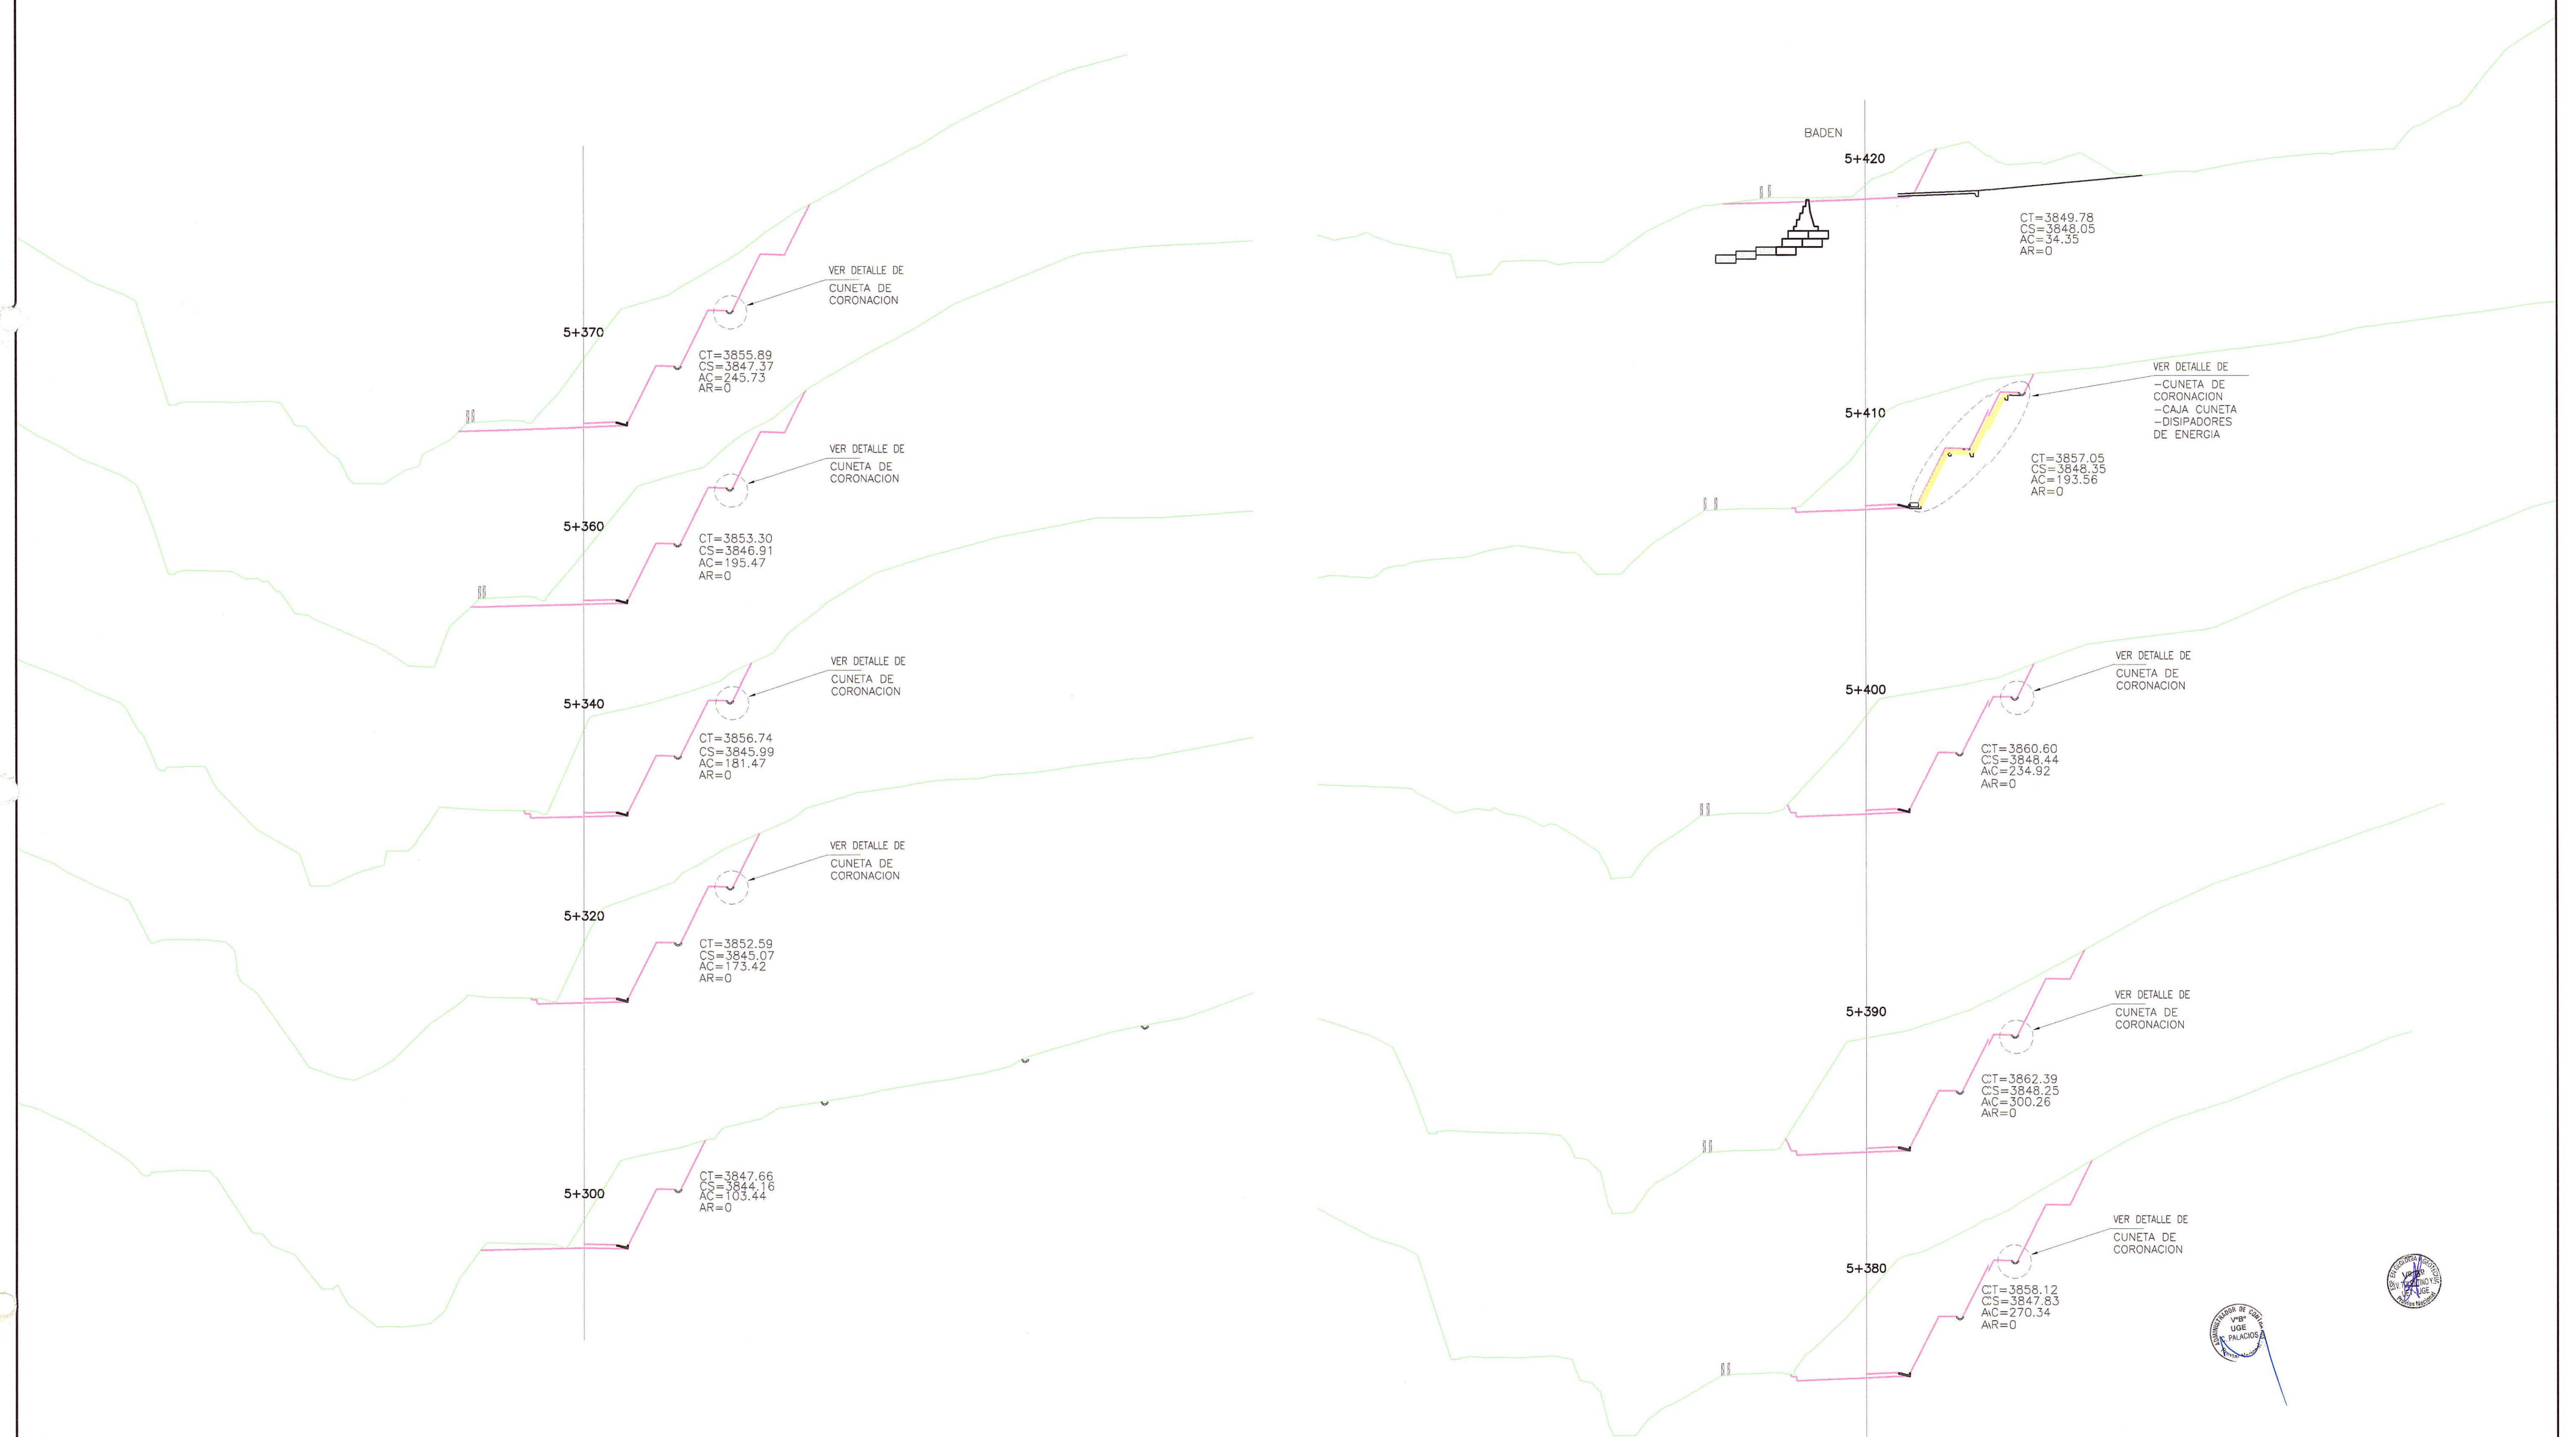 5+370
VER DETALLE DE
CUNETA DE
CORONACION
CT=3855.89
CS=3847.37
AC=245.73
AR=0
5+360
VER DETALLE DE
CUNETA DE
CORONACION
CT=3853.30
CS=3846.91
AC=195.47
AR=0
5+340
VER DETALLE DE
CUNETA DE
CORONACION
CT=3856.74
CS=3845.99
AC=181.47
AR=0
5+320
VER DETALLE DE
CUNETA DE
CORONACION
CT=3852.59
CS=3845.07
AC=173.42
AR=0
5+300
CT=3847.66
CS=3844.16
AC=103.44
AR=0
BADEN
5+420
CT=3849.78
CS=3848.05
AC=34.35
AR=0
5+410
VER DETALLE DE
-CUNETA DE
CORONACION
-CAJA CUNETA
-DISIPADORES
DE ENERGIA
CT=3857.05
CS=3848.35
AC=193.56
AR=0
5+400
VER DETALLE DE
CUNETA DE
CORONACION
CT=3860.60
CS=3848.44
AC=234.92
AR=0
5+390
VER DETALLE DE
CUNETA DE
CORONACION
CT=3862.39
CS=3848.25
AC=300.26
AR=0
5+380
VER DETALLE DE
CUNETA DE
CORONACION
CT=3858.12
CS=3847.83
AC=270.34
AR=0
ADMINISTRADOR DE
V°B°
UGE
PALACIOS